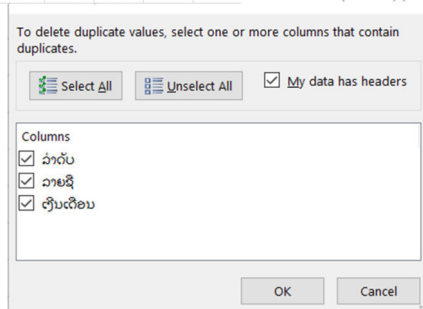 To delete duplicate values, select one or more columns that contain
duplicates.
Select All
Unselect All
My data has headers
Columns
ລຳດັບ
ລາຍຊື່
ເງິນເດືອນ
OK
Cancel